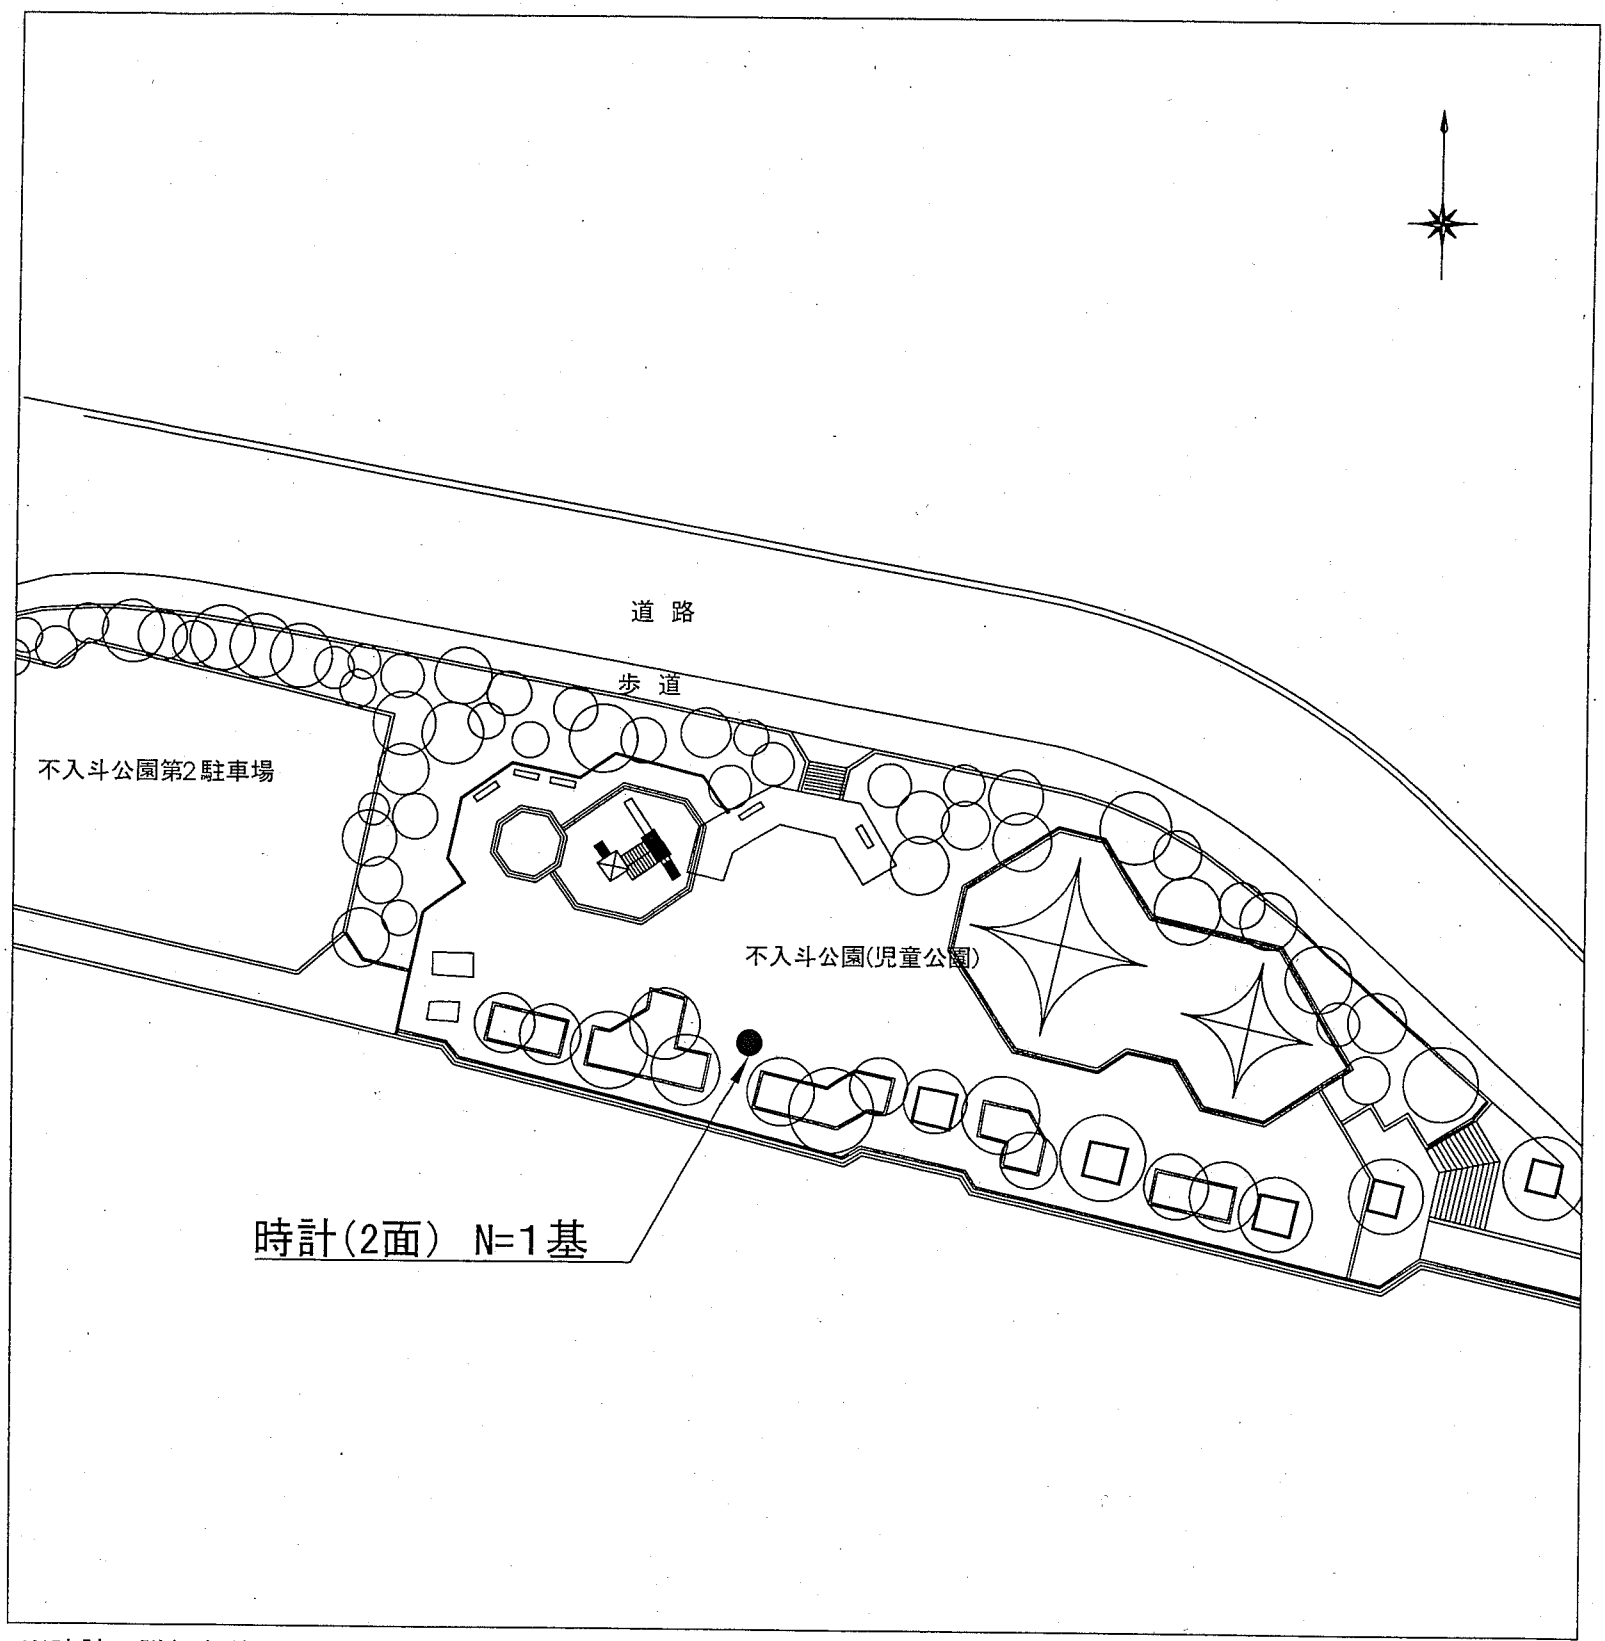 道 路
歩 道
不入斗公園第2駐車場
不入斗公園(児童公園)
時計(2面) N=1基